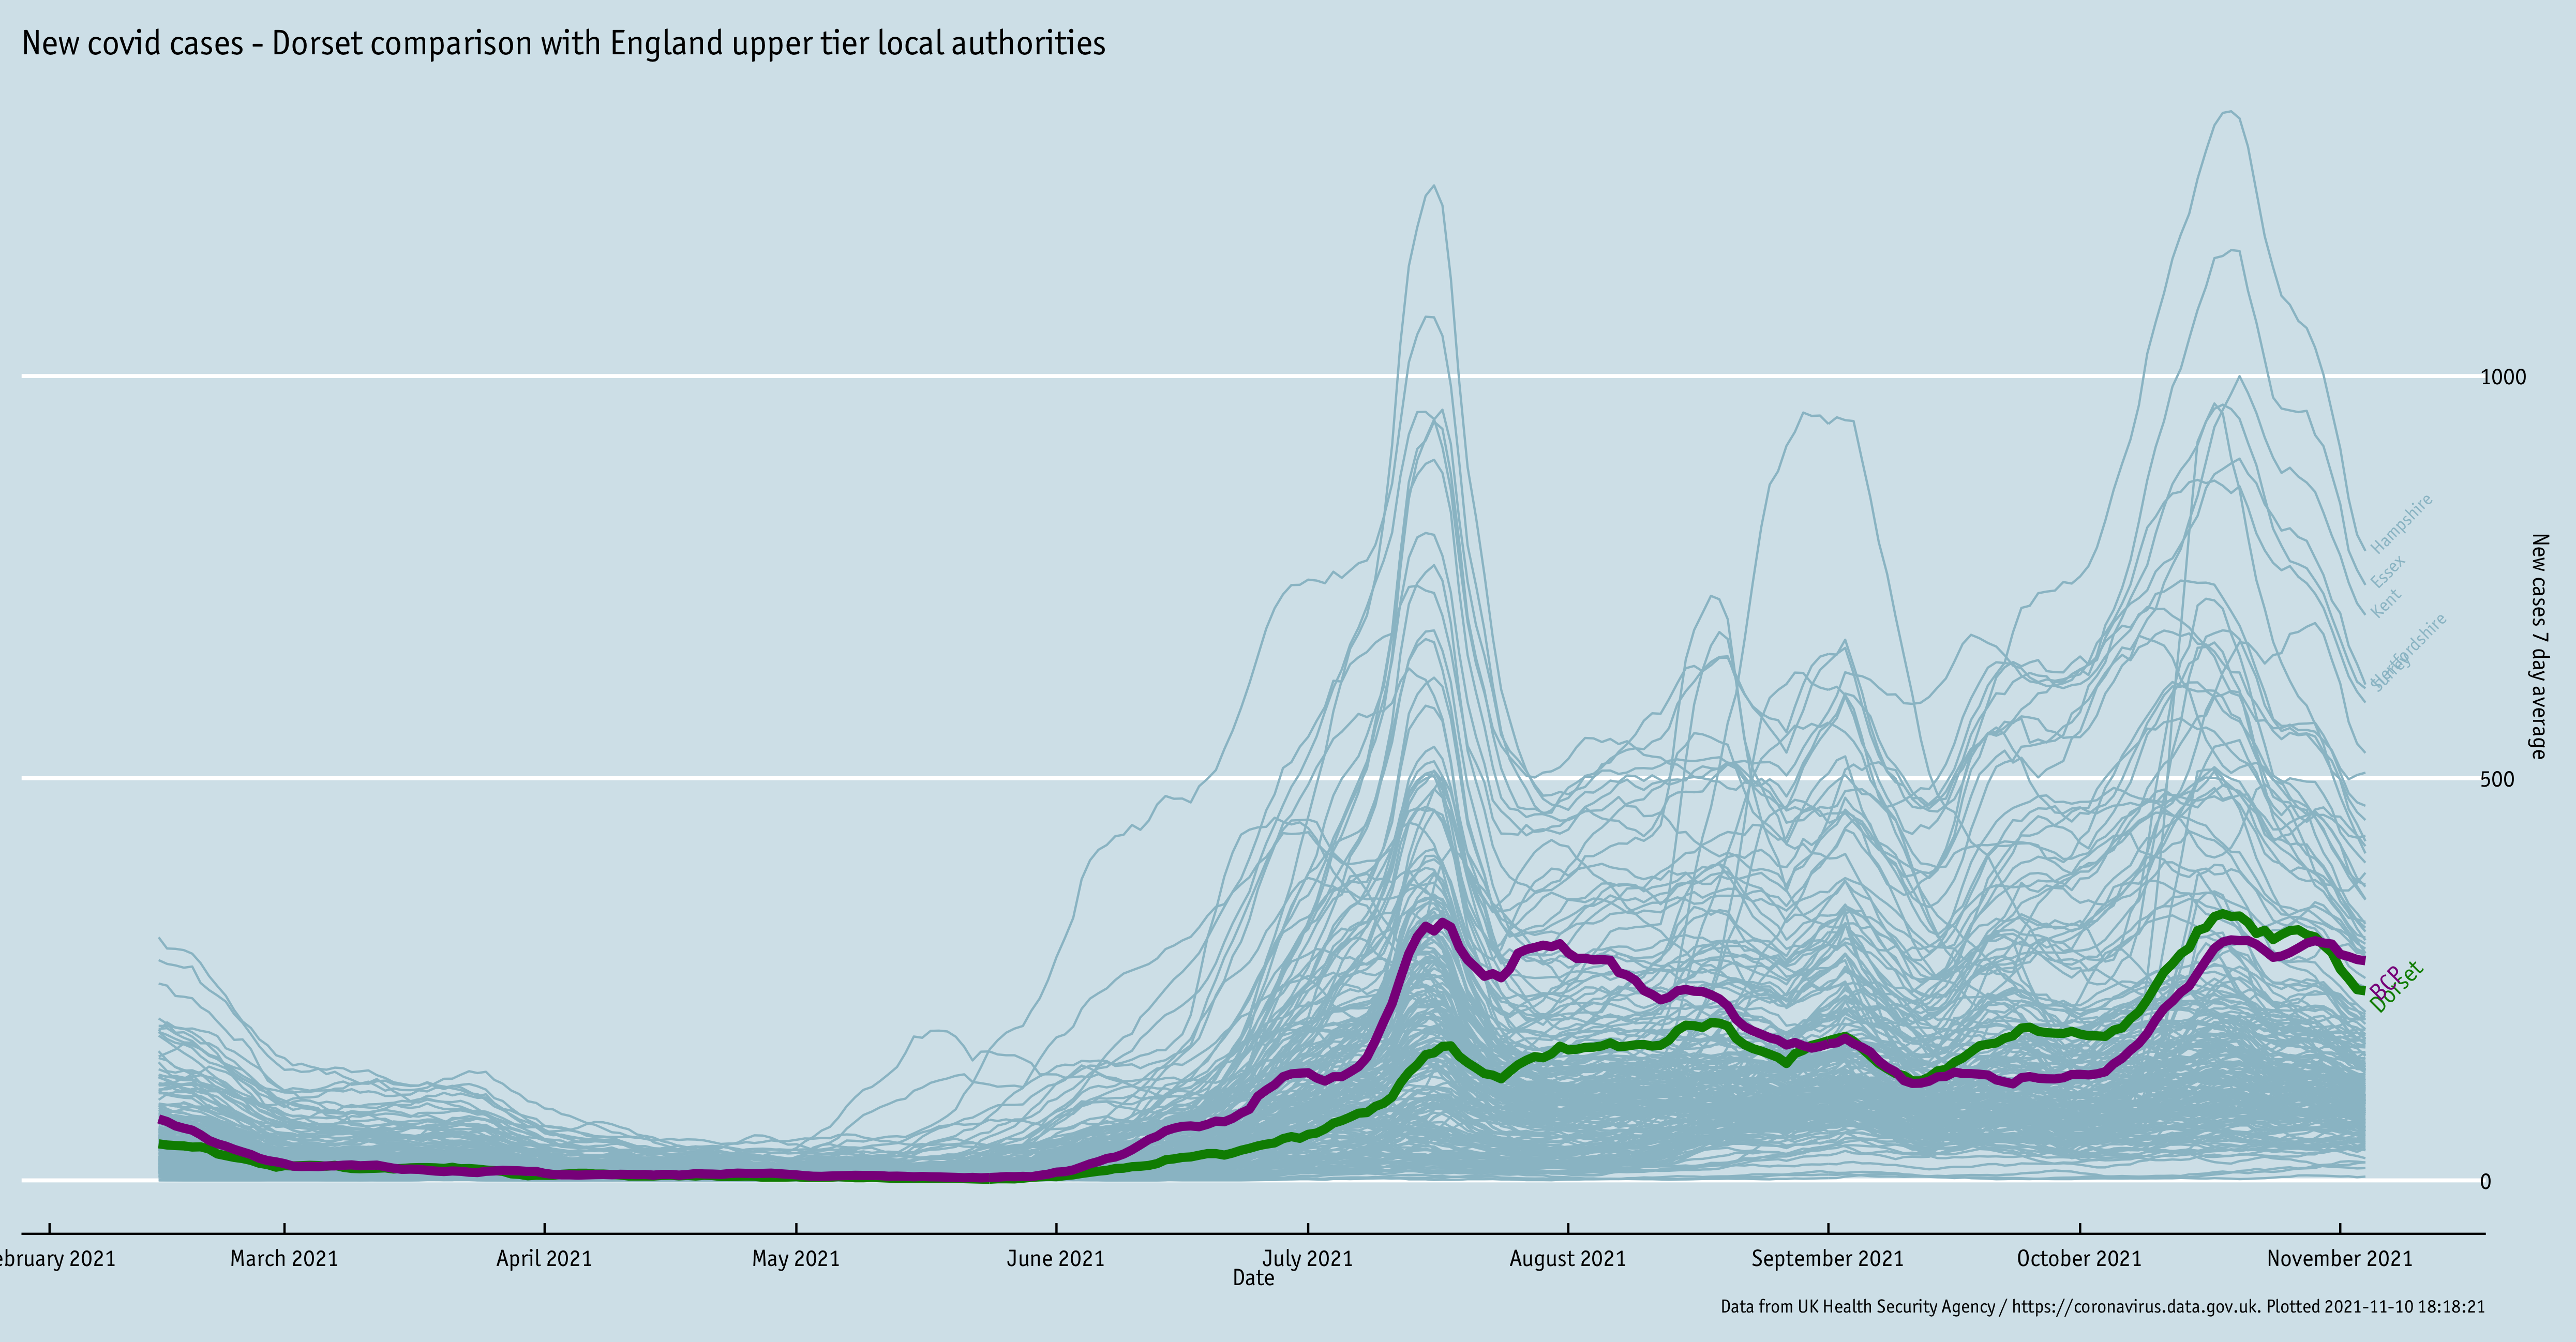 New covid cases - Dorset comparison with England upper tier local authorities
1000
500
0
New cases 7 day average
Hampshire
Essex
Kent
Hertfordshire
Surrey
BCP
Dorset
ebruary 2021
March 2021
April 2021
May 2021
June 2021
July 2021
August 2021
September 2021
October 2021
November 2021
Date
Data from UK Health Security Agency / https://coronavirus.data.gov.uk. Plotted 2021-11-10 18:18:21